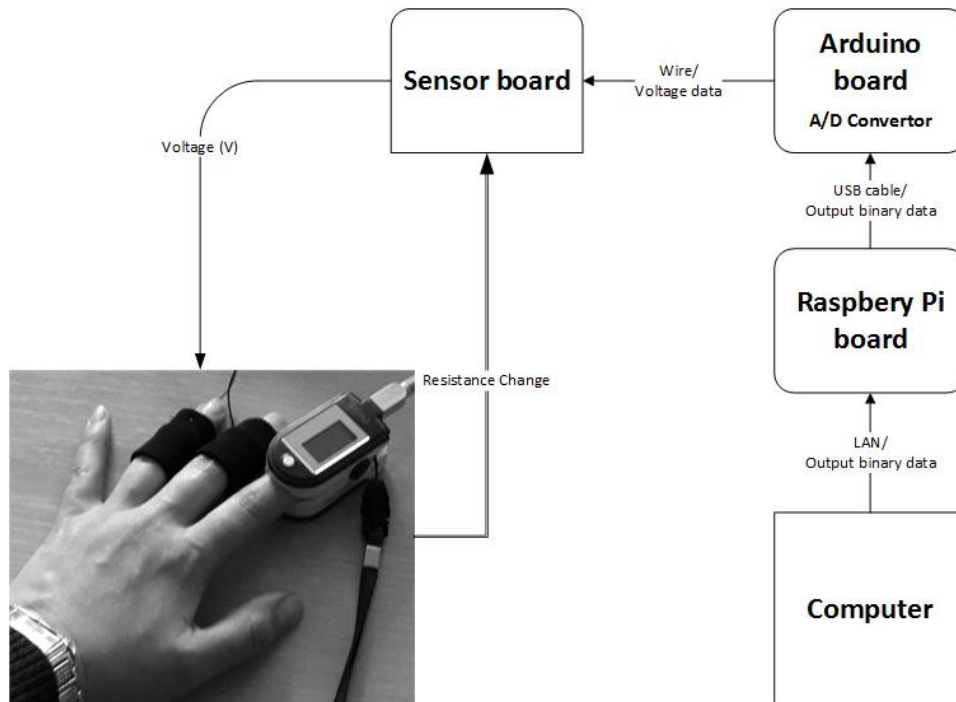 Sensor board
Arduino
board
A/D Convertor
Wire/
Voltage data
Voltage (V)
USB cable/
Output binary data
Raspbery Pi
board
Resistance Change
LAN/
Output binary data
Computer